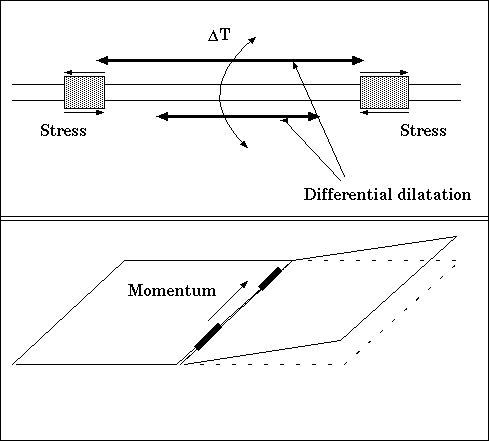 ΔT
Stress
Stress
Differential dilatation
Momentum